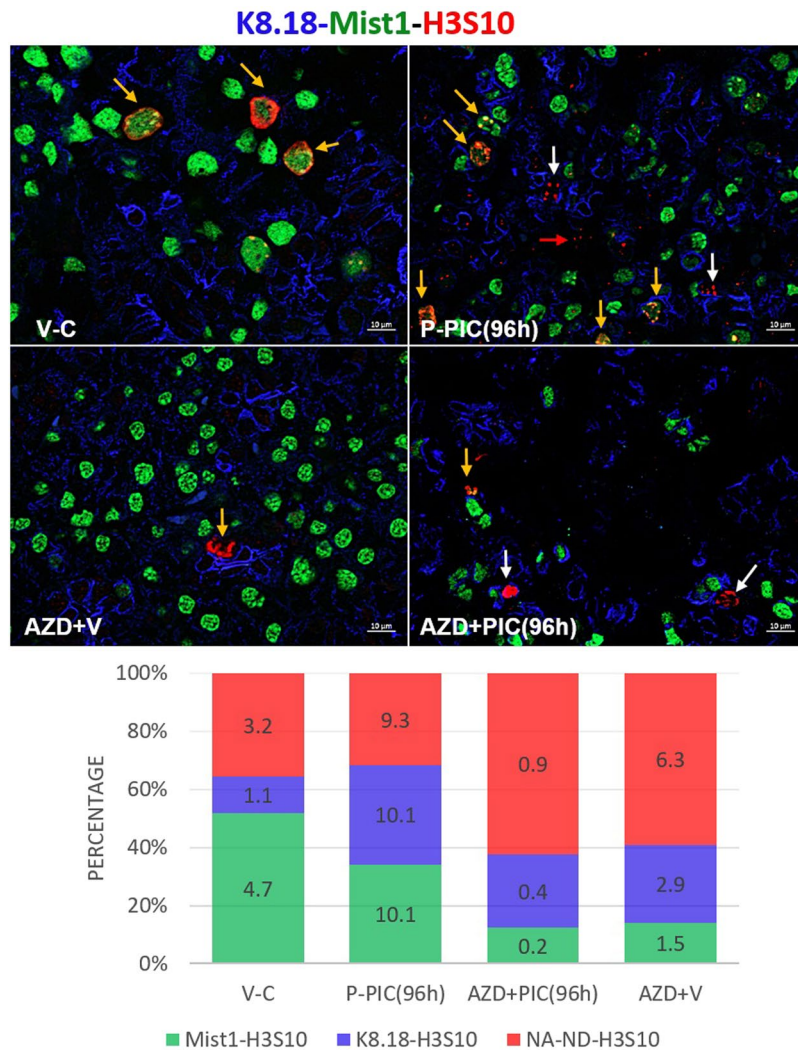 K8.18-Mist1-H3S10
V-C
10 µm
P-PIC(96h)
10 µm
AZD+V
10 µm
AZD+PIC(96h)
10 µm
100%
80%
60%
40%
20%
0%
PERCENTAGE
3.2
1.1
4.7
9.3
10.1
10.1
0.9
0.4
0.2
6.3
2.9
1.5
V-C P-PIC(96h) AZD+PIC(96h) AZD+V
Mist1-H3S10 K8.18-H3S10 NA-ND-H3S10